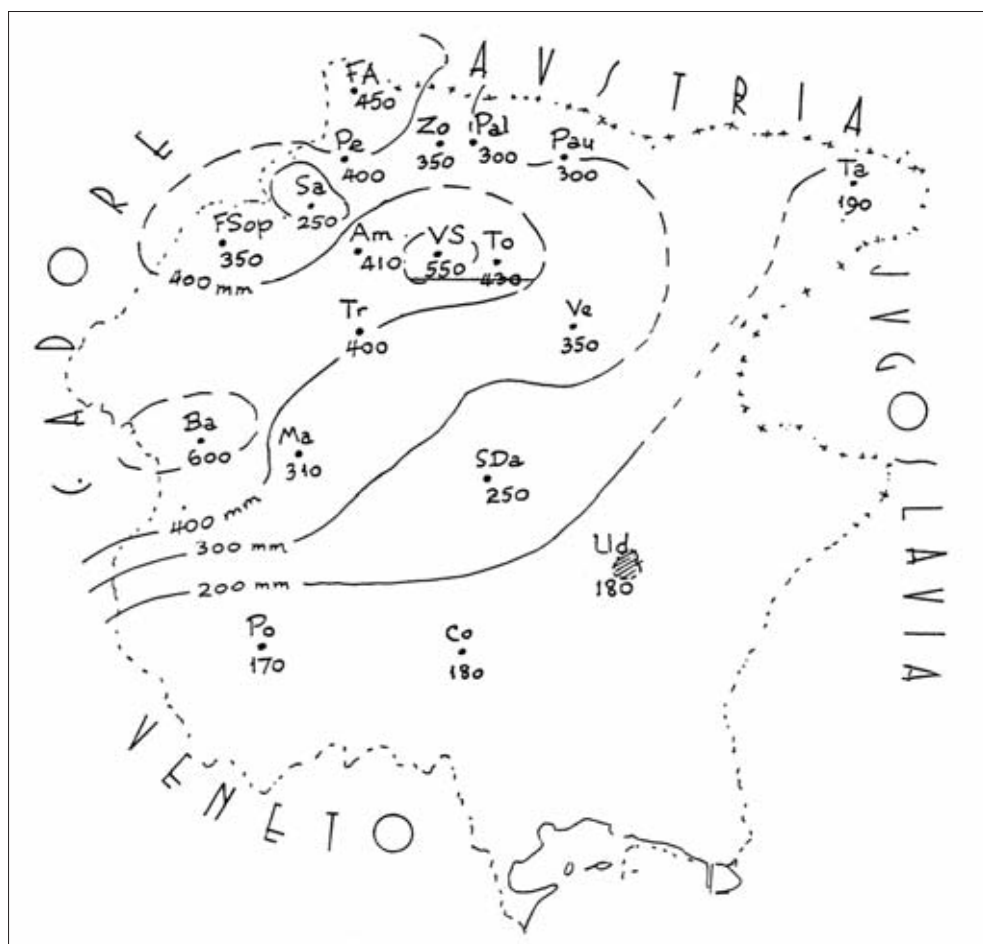 AVSTRIA
FA
450
Pe
400
Zo
350
Pal
300
Pau
300
Ta
190
CADORE
Sa
250
FSop
350
400 mm
Am
410
VS
550
To
430
JVGOSLAVIA
Tr
400
Ve
350
Ba
600
Ma
310
SDa
250
400 mm
300 mm
200 mm
Ud
180
Po
170
Co
180
VENETO